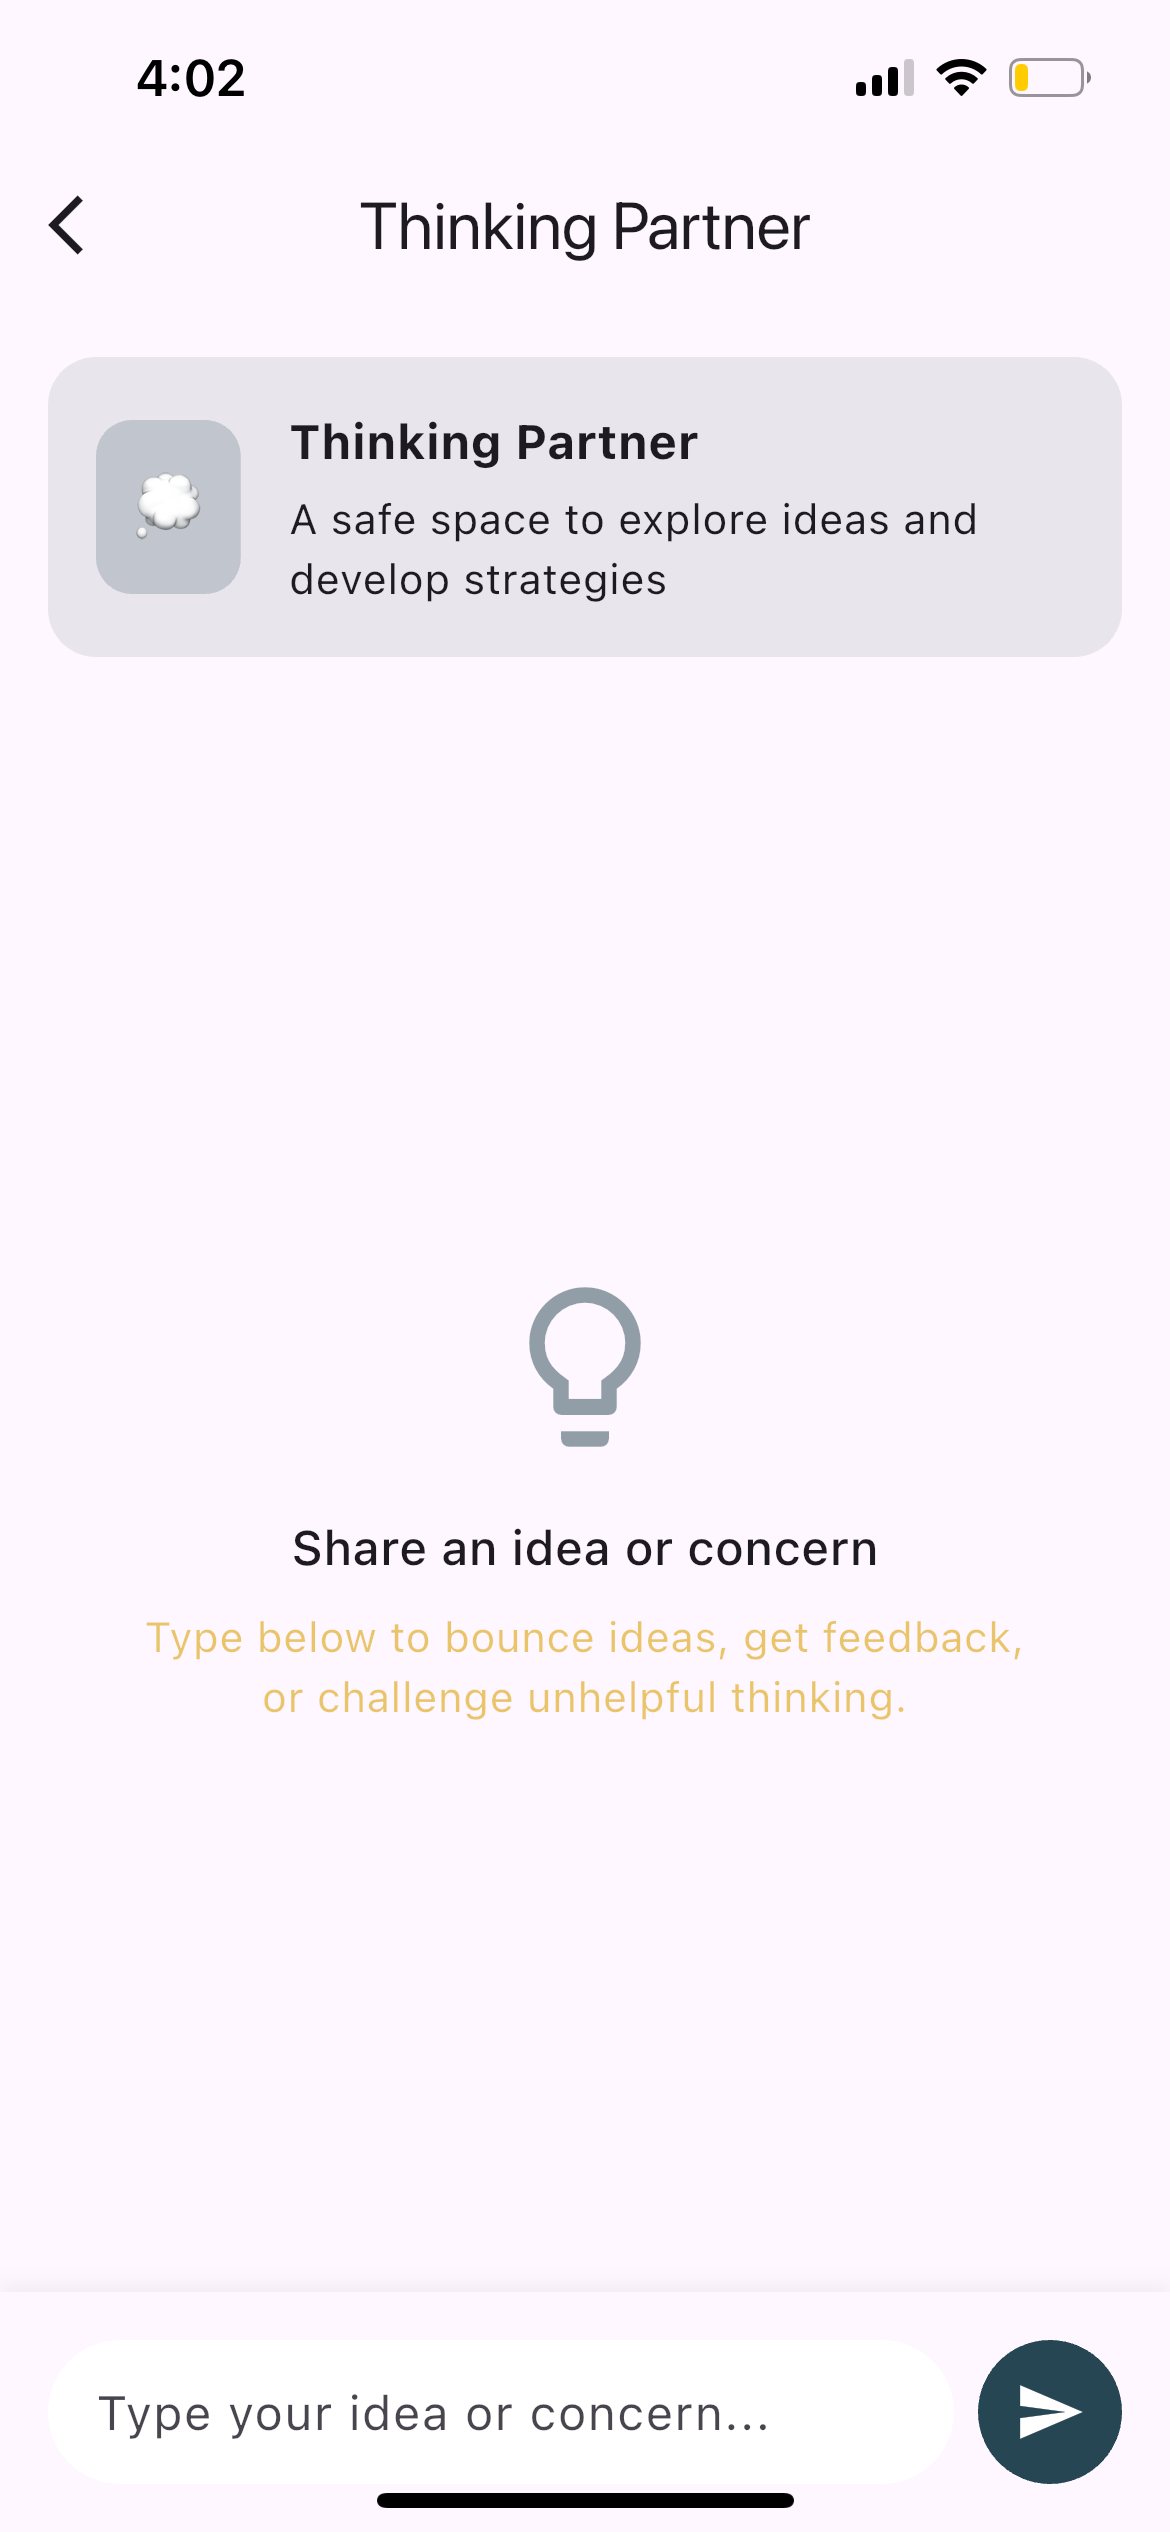 4:02
Thinking Partner
Thinking Partner
A safe space to explore ideas and
develop strategies
Share an idea or concern
Type below to bounce ideas, get feedback,
or challenge unhelpful thinking.
Type your idea or concern...